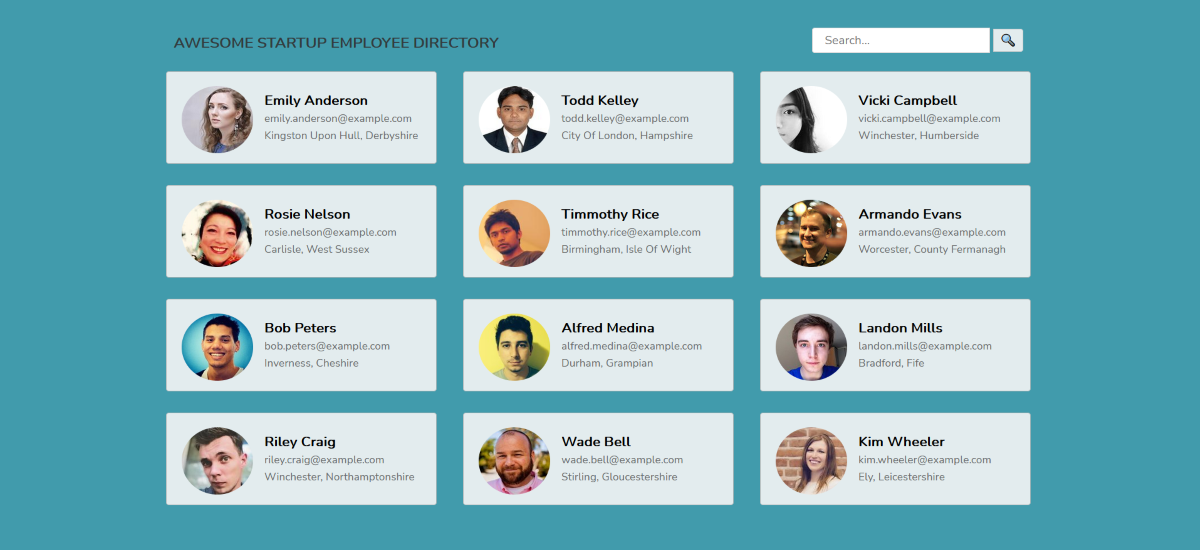 AWESOME STARTUP EMPLOYEE DIRECTORY
Search...
Emily Anderson
emily.anderson@example.com
Kingston Upon Hull, Derbyshire
Todd Kelley
todd.kelley@example.com
City Of London, Hampshire
Vicki Campbell
vicki.campbell@example.com
Winchester, Humberside
Rosie Nelson
rosie.nelson@example.com
Carlisle, West Sussex
Timmothy Rice
timmothy.rice@example.com
Birmingham, Isle Of Wight
Armando Evans
armando.evans@example.com
Worcester, County Fermanagh
Bob Peters
bob.peters@example.com
Inverness, Cheshire
Alfred Medina
alfred.medina@example.com
Durham, Grampian
Landon Mills
landon.mills@example.com
Bradford, Fife
Riley Craig
riley.craig@example.com
Winchester, Northamptonshire
Wade Bell
wade.bell@example.com
Stirling, Gloucestershire
Kim Wheeler
kim.wheeler@example.com
Ely, Leicestershire